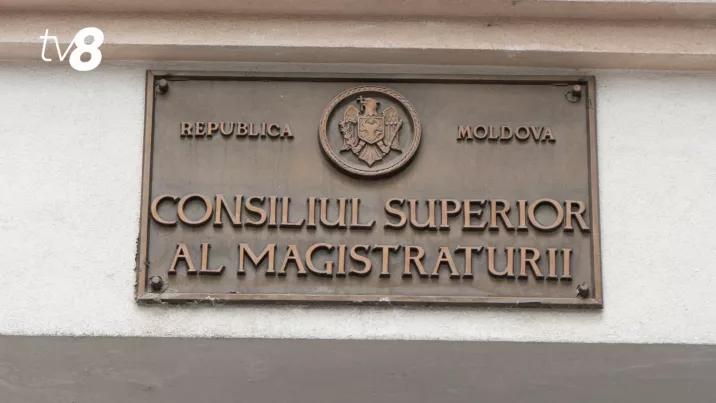 tv8
REPUBLICA MOLDOVA
CONSILIUL SUPERIOR
AL MAGISTRATURII